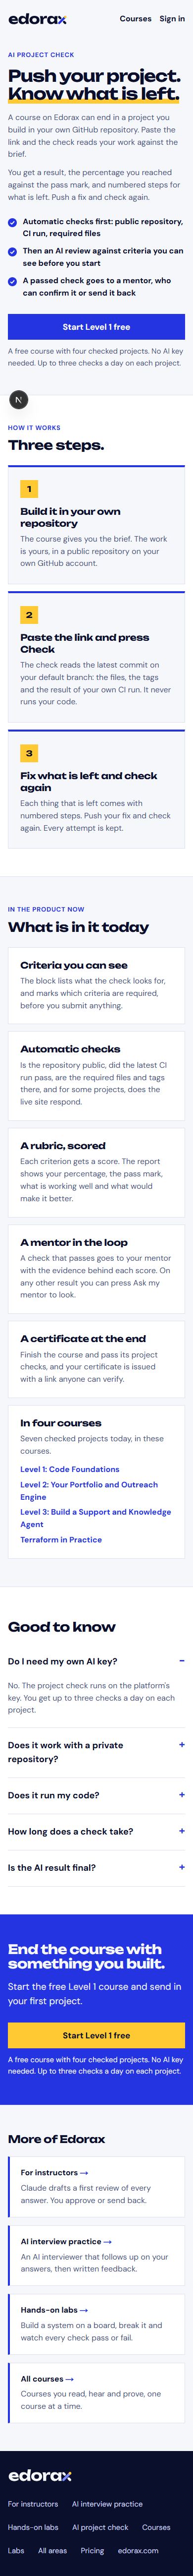 edorax
Courses Sign in
AI PROJECT CHECK
Push your project.
Know what is left.
A course on Edorax can end in a project you
build in your own GitHub repository. Paste the
link and the check reads your work against the
brief.
You get a result, the percentage you reached
against the pass mark, and numbered steps for
what is left. Push a fix and check again.
Automatic checks first: public repository,
CI run, required files
Then an AI review against criteria you can
see before you start
A passed check goes to a mentor, who
can confirm it or send it back
Start Level 1 free
A free course with four checked projects. No AI key
needed. Up to three checks a day on each project.
N
HOW IT WORKS
Three steps.
1
Build it in your own
repository
The course gives you the brief. The work
is yours, in a public repository on your
own GitHub account.
2
Paste the link and press
Check
The check reads the latest commit on
your default branch: the files, the tags
and the result of your own CI run. It never
runs your code.
3
Fix what is left and check
again
Each thing that is left comes with
numbered steps. Push your fix and check
again. Every attempt is kept.
IN THE PRODUCT NOW
What is in it today
Criteria you can see
The block lists what the check looks for,
and marks which criteria are required,
before you submit anything.
Automatic checks
Is the repository public, did the latest CI
run pass, are the required files and tags
there, and for some projects, does the
live site respond.
A rubric, scored
Each criterion gets a score. The report
shows your percentage, the pass mark,
what is working well and what would
make it better.
A mentor in the loop
A check that passes goes to your mentor
with the evidence behind each score. On
any other result you can press Ask my
mentor to look.
A certificate at the end
Finish the course and pass its project
checks, and your certificate is issued
with a link anyone can verify.
In four courses
Seven checked projects today, in these
courses.
Level 1: Code Foundations
Level 2: Your Portfolio and Outreach
Engine
Level 3: Build a Support and Knowledge
Agent
Terraform in Practice
Good to know
Do I need my own AI key? −
No. The project check runs on the platform's
key. You get up to three checks a day on each
project.
Does it work with a private
repository? +
Does it run my code? +
How long does a check take? +
Is the AI result final? +
End the course with
something you built.
Start the free Level 1 course and send in
your first project.
Start Level 1 free
A free course with four checked projects. No AI key
needed. Up to three checks a day on each project.
More of Edorax
For instructors →
Claude drafts a first review of every
answer. You approve or send back.
AI interview practice →
An AI interviewer that follows up on your
answers, then written feedback.
Hands-on labs →
Build a system on a board, break it and
watch every check pass or fail.
All courses →
Courses you read, hear and prove, one
course at a time.
edorax
For instructors AI interview practice
Hands-on labs AI project check Courses
Labs All areas Pricing edorax.com